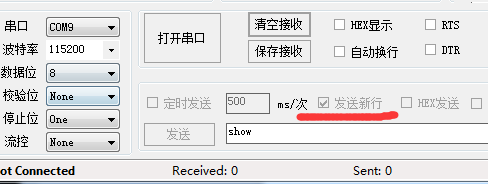 串口 COM9
波特率 115200
数据位 8
校验位 None
停止位 One
流控 None
打开串口
清空接收
保存接收
HEX显示
自动换行
RTS
DTR
定时发送 500 ms/次 发送新行 HEX发送
发送 show
ot Connected Received: 0 Sent: 0